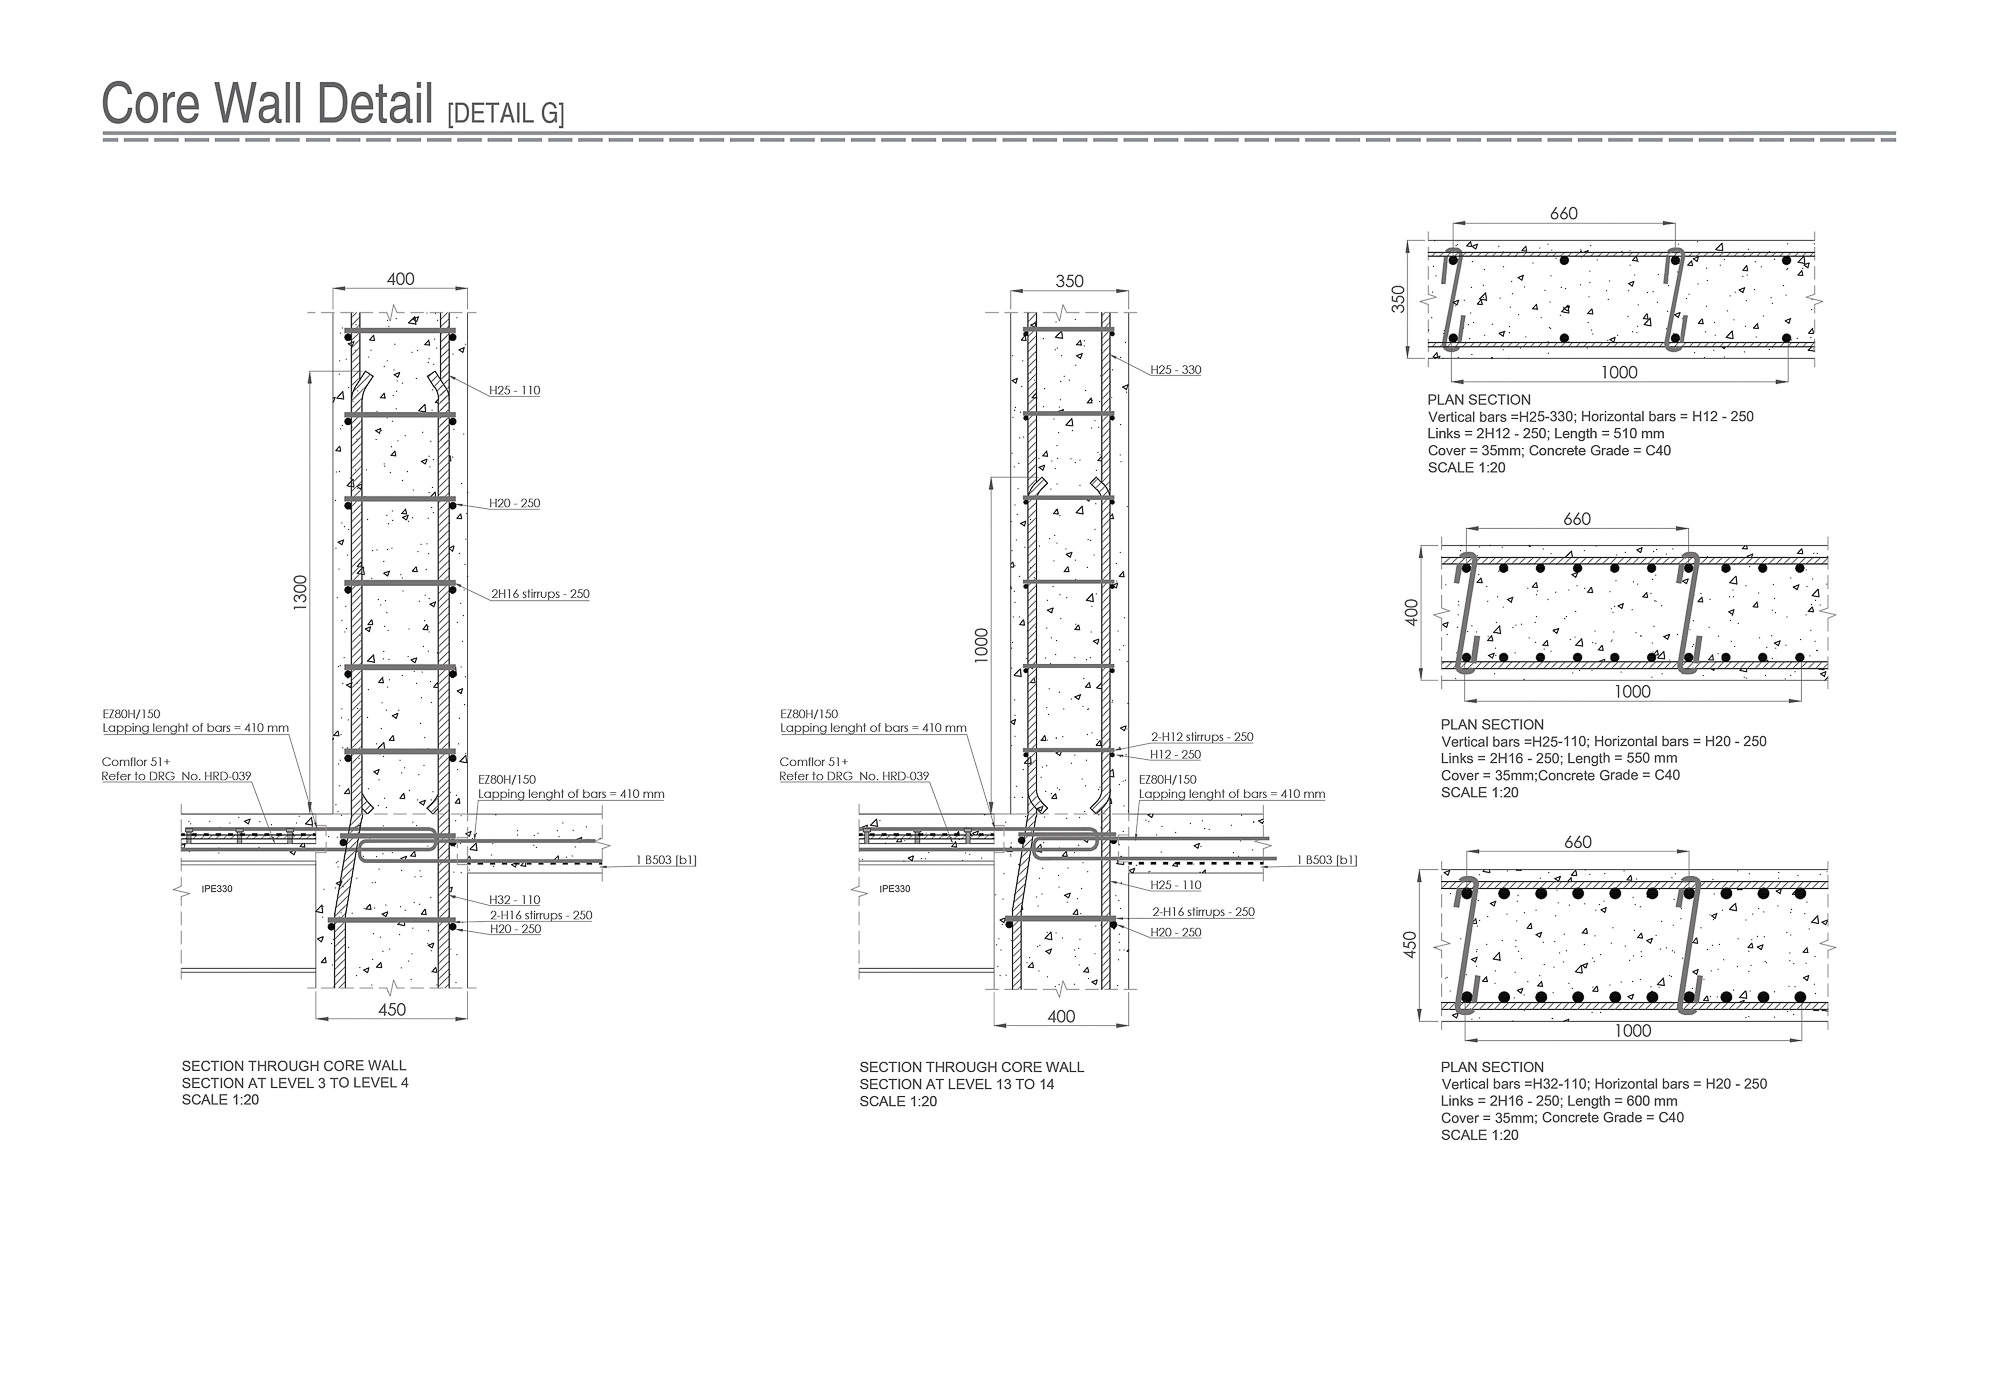 Core Wall Detail [DETAIL G]
400
H25 - 110
H20 - 250
1300
2H16 stirrups - 250
EZ80H/150
Lapping lenght of bars = 410 mm
Comflor 51+
Refer to DRG  No. HRD-039
EZ80H/150
Lapping lenght of bars = 410 mm
1 B503 [b1]
IPE330
H32 - 110
2-H16 stirrups - 250
H20 - 250
450
SECTION THROUGH CORE WALL
SECTION AT LEVEL 3 TO LEVEL 4
SCALE 1:20
350
H25 - 330
1000
EZ80H/150
Lapping lenght of bars = 410 mm
2-H12 stirrups - 250
H12 - 250
Comflor 51+
Refer to DRG  No. HRD-039
EZ80H/150
Lapping lenght of bars = 410 mm
1 B503 [b1]
IPE330
H25 - 110
2-H16 stirrups - 250
H20 - 250
400
SECTION THROUGH CORE WALL
SECTION AT LEVEL 13 TO 14
SCALE 1:20
660
350
1000
PLAN SECTION
Vertical bars =H25-330; Horizontal bars = H12 - 250
Links = 2H12 - 250; Length = 510 mm
Cover = 35mm; Concrete Grade = C40
SCALE 1:20
660
400
1000
PLAN SECTION
Vertical bars =H25-110; Horizontal bars = H20 - 250
Links = 2H16 - 250; Length = 550 mm
Cover = 35mm;Concrete Grade = C40
SCALE 1:20
660
450
1000
PLAN SECTION
Vertical bars =H32-110; Horizontal bars = H20 - 250
Links = 2H16 - 250; Length = 600 mm
Cover = 35mm; Concrete Grade = C40
SCALE 1:20